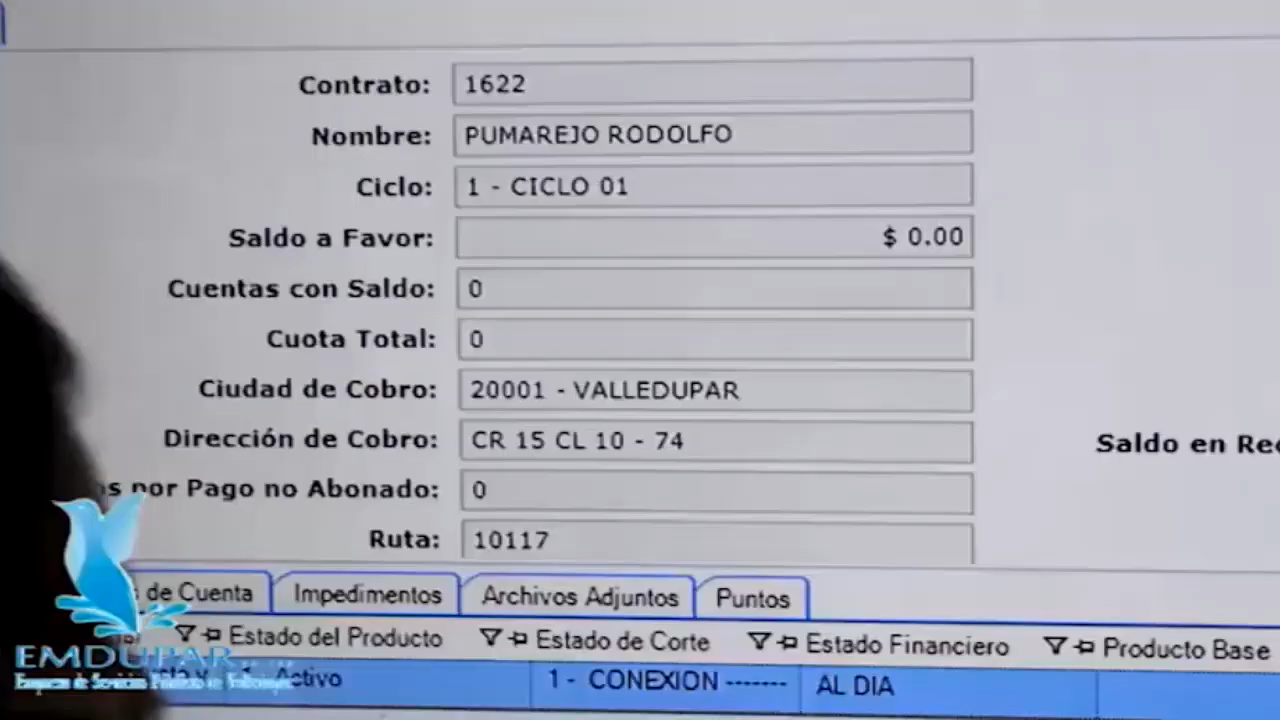 Contrato: 1622
Nombre: PUMAREJO RODOLFO
Ciclo: 1 - CICLO 01
Saldo a Favor: $ 0.00
Cuentas con Saldo: 0
Cuota Total: 0
Ciudad de Cobro: 20001 - VALLEDUPAR
Dirección de Cobro: CR 15 CL 10 - 74
Saldo en Rec
s por Pago no Abonado: 0
Ruta: 10117
de Cuenta Impedimentos Archivos Adjuntos Puntos
Estado del Producto Estado de Corte Estado Financiero Producto Base
Activo 1 - CONEXION ------- AL DIA
EMDUPAR